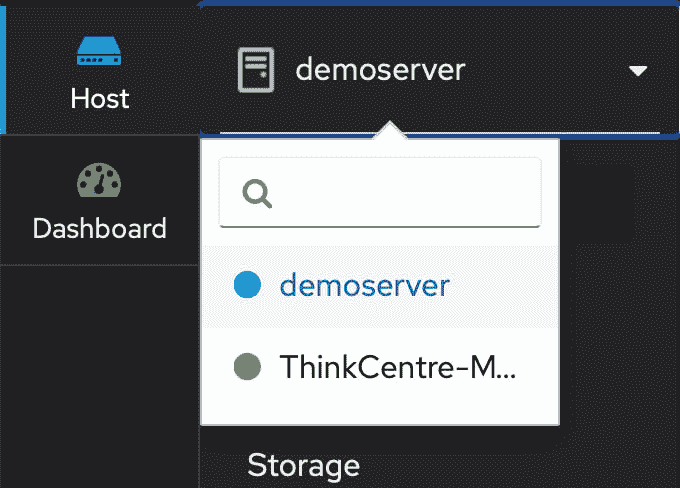 Host
demoserver
Dashboard
demoserver
ThinkCentre-M...
Storage